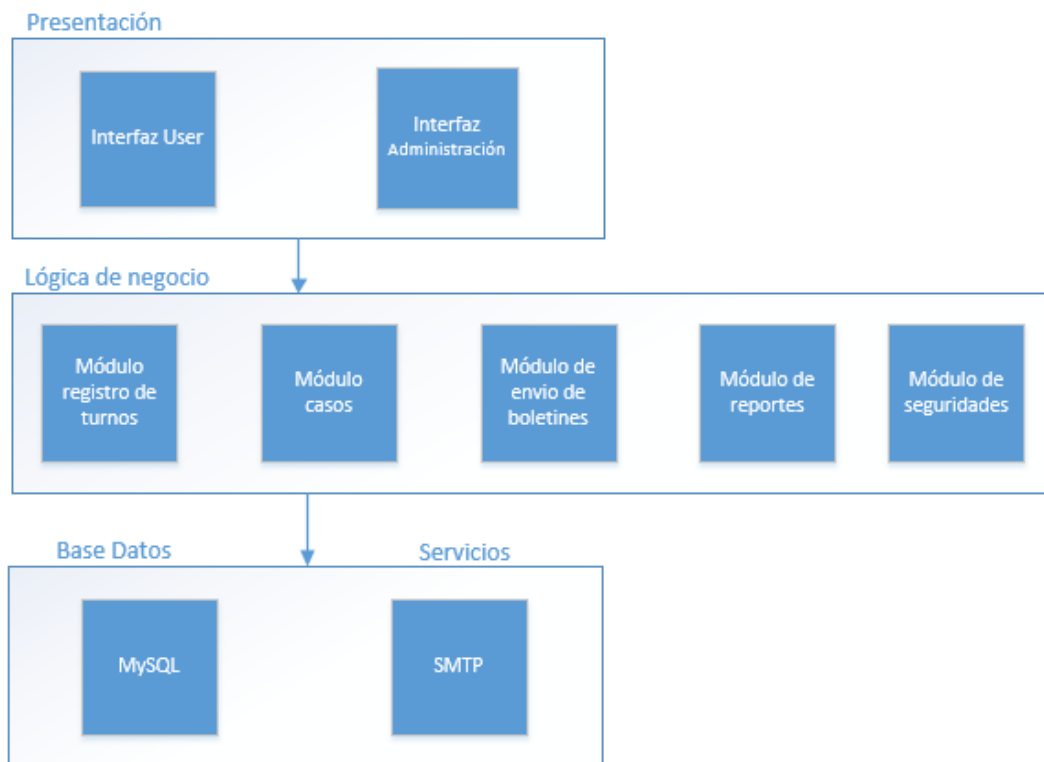 Presentación
Interfaz User
Interfaz
Administración
Lógica de negocio
Módulo
registro de
turnos
Módulo
casos
Módulo de
envio de
boletines
Módulo de
reportes
Módulo de
seguridades
Base Datos
Servicios
MySQL
SMTP